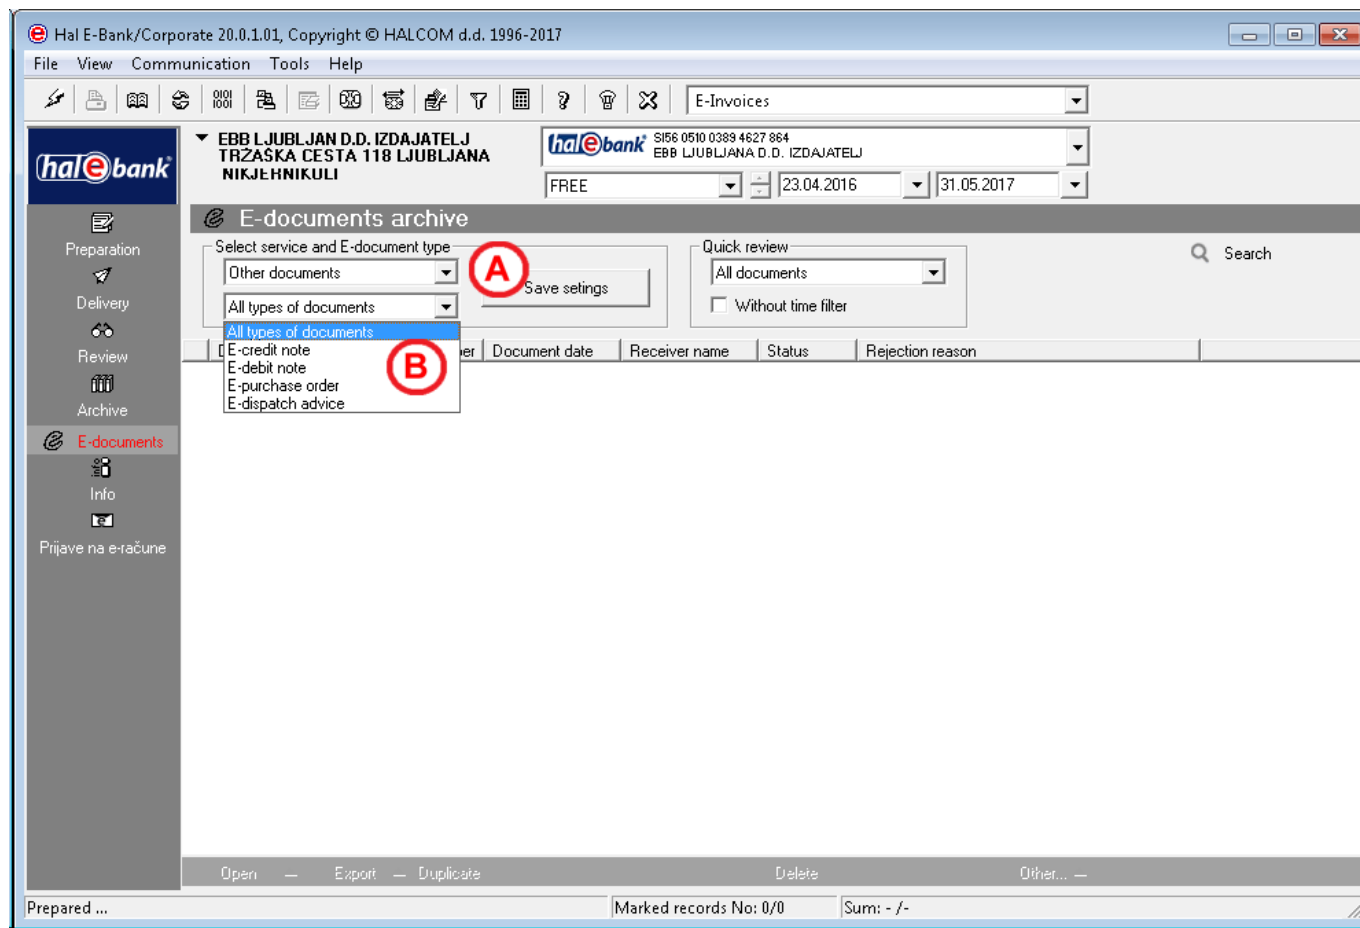 Hal E-Bank/Corporate 20.0.1.01, Copyright © HALCOM d.d. 1996-2017
File View Communication Tools Help
E-Invoices
hal e bank
EBB LJUBLJAN D.D. IZDAJATELJ
TRŽAŠKA CESTA 118 LJUBLJANA
NIKJERNIKOLI
hal e bank SI56 0510 0389 4627 864
EBB LJUBLJANA D.D. IZDAJATELJ
FREE 23.04.2016 31.05.2017
E-documents archive
Preparation
Delivery
Review
Archive
E-documents
Info
Prijave na e-račune
Select service and E-document type
Other documents
A
Save setings
All types of documents
Quick review
All documents
Without time filter
Search
All types of documents
E-credit note
E-debit note
E-purchase order
E-dispatch advice
B
Document date Receiver name Status Rejection reason
Open — Export — Duplicate Delete Other... —
Prepared ... Marked records No: 0/0 Sum: - /-